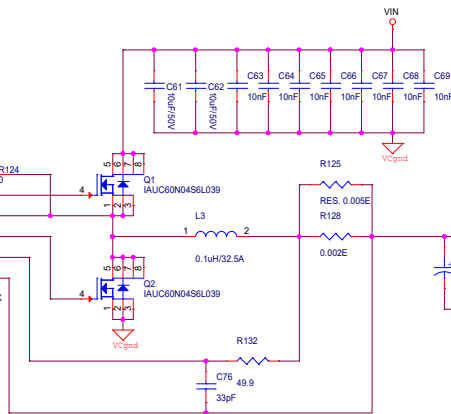 VIN
C61
10uF/50V
C62
10uF/50V
C63
10nF
C64
10nF
C65
10nF
C66
10nF
C67
10nF
C68
10nF
C69
10nF
VCgnd
R124
0
5
6
7
8
4
Q1
IAUC60N04S6L039
1
2
3
R125
RES. 0.005E
L3
1
2
0.1uH/32.5A
R128
0.002E
5
6
7
8
4
Q2
IAUC60N04S6L039
1
2
3
VCgnd
+
R132
49.9
C76
33pF